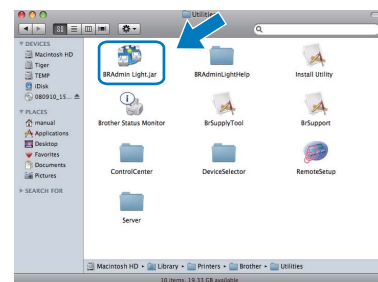 Utilities
DEVICES
Macintosh HD
Tiger
TEMP
iDisk
080910_15...
PLACES
manual
Applications
Desktop
Favorites
Documents
Pictures
SEARCH FOR
BRAdmin Light.jar
BRAdminLightHelp
Install Utility
Brother Status Monitor
BrSupplyTool
BrSupport
ControlCenter
DeviceSelector
RemoteSetup
Server
Macintosh HD ▸ Library ▸ Printers ▸ Brother ▸ Utilities
10 items, 19.33 GB available